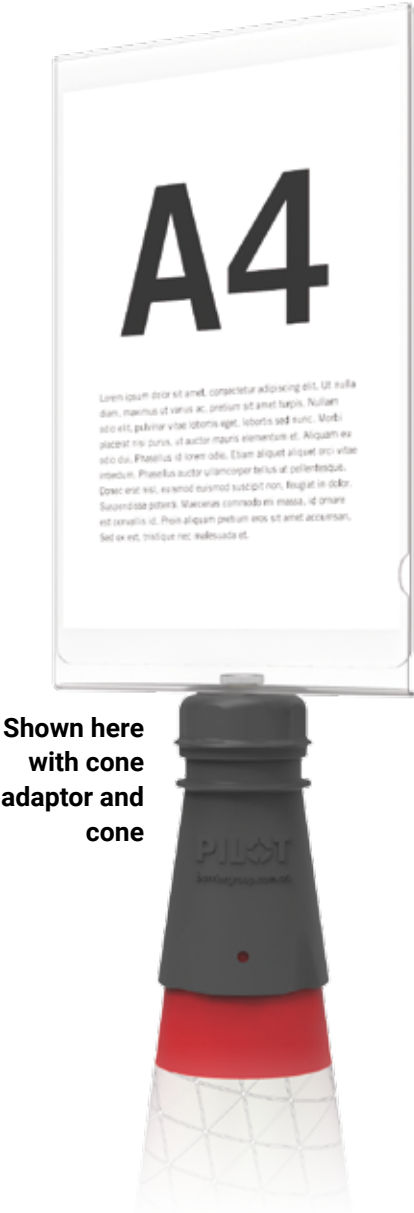 A4
Lorem ipsum dolor sit amet, consectetur adipiscing elit. Ut nulla
diam, maximus ut varius ac, pretium sit amet turpis. Nullam
odio elit, pulvinar vitae lobortis eget, lobortis sed nunc. Morbi
placerat nisi purus, ut auctor mauris elementum et. Aliquam eu
odio dui. Phasellus id lorem odio. Etiam aliquet aliquet orci vitae
interdum. Phasellus auctor ullamcorper tellus ut pellentesque.
Donec erat nisl, euismod euismod suscipit non, feugiat in dolor.
Suspendisse potenti. Maecenas commodo mi massa, id ornare
est convallis id. Proin aliquam pretium eros sit amet accumsan.
Sed ex est, tristique nec malesuada et.
Shown here
with cone
adaptor and
cone
PILOT